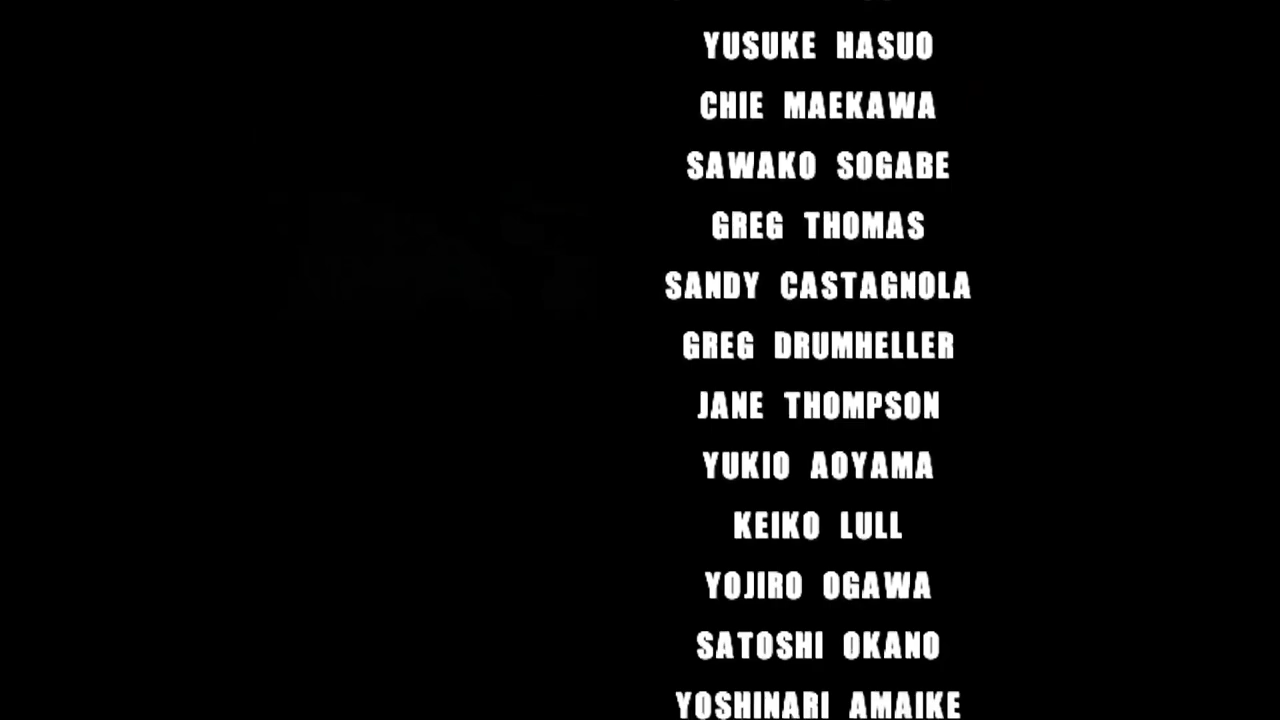 YUSUKE HASUO
CHIE MAEKAWA
SAWAKO SOGABE
GREG THOMAS
SANDY CASTAGNOLA
GREG DRUMHELLER
JANE THOMPSON
YUKIO AOYAMA
KEIKO LULL
YOJIRO OGAWA
SATOSHI OKANO
YOSHINARI AMAIKE